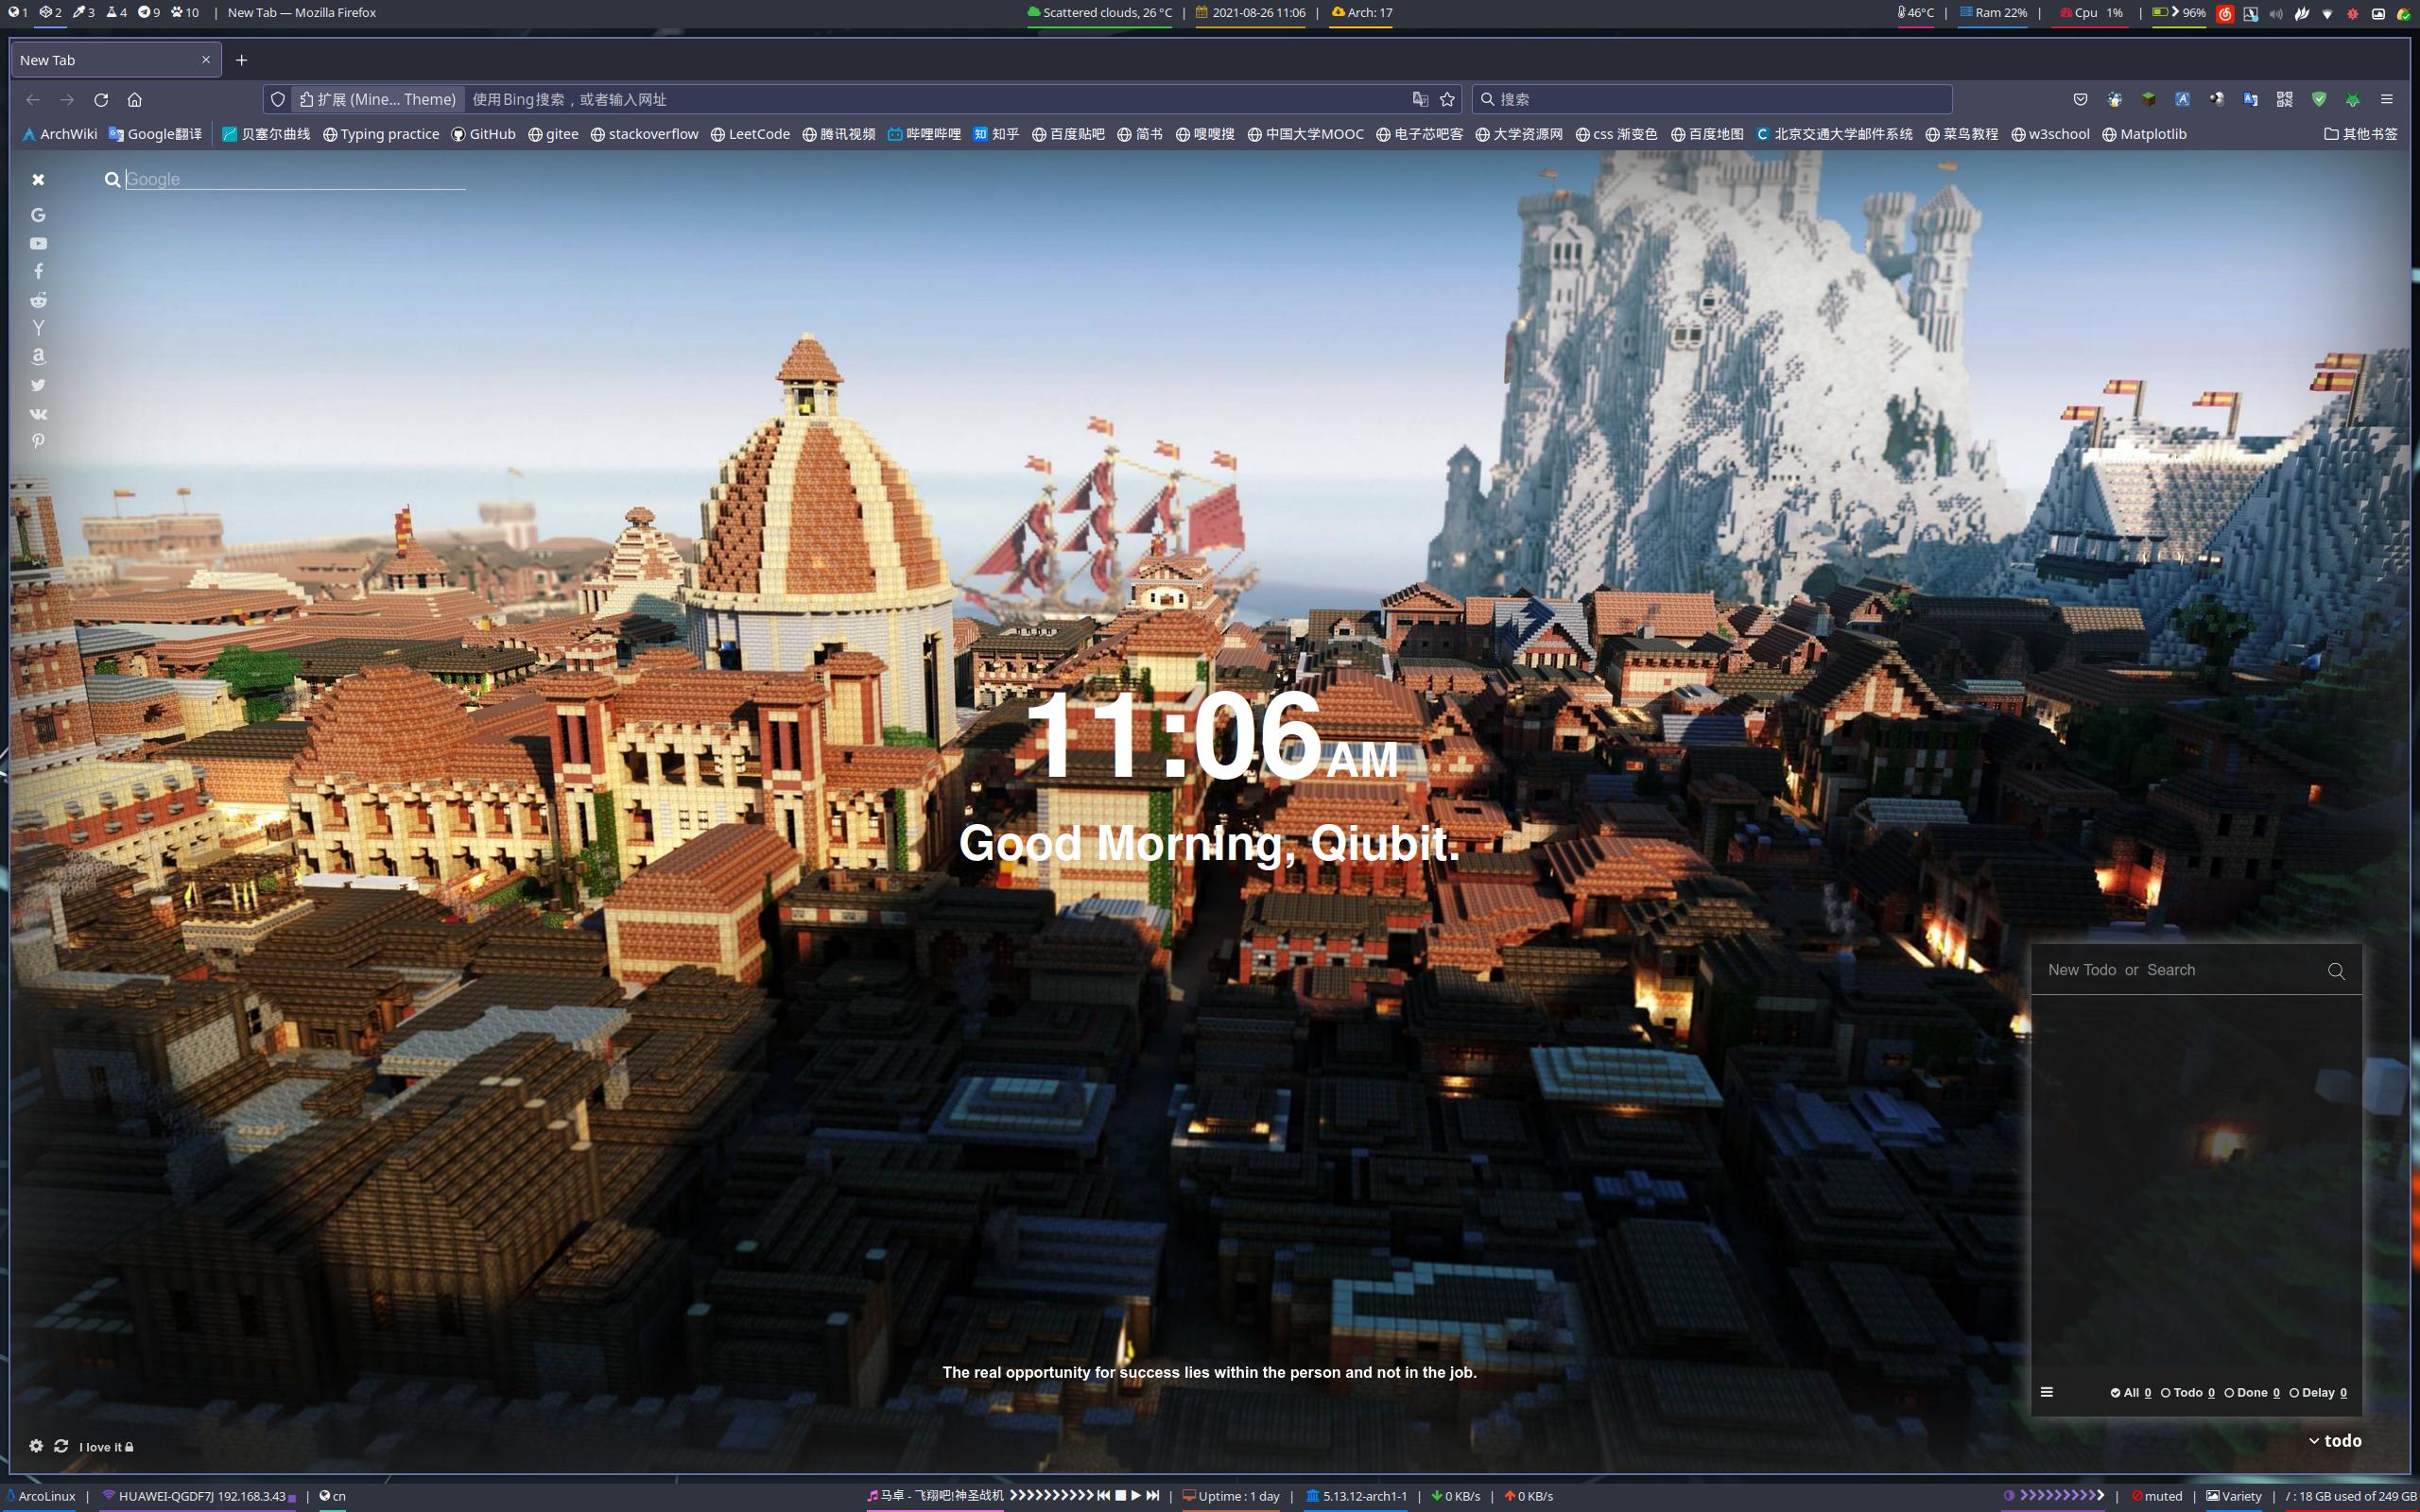 1 2 3 4 9 10 | New Tab — Mozilla Firefox
Scattered clouds, 26 °C | 2021-08-26 11:06 | Arch: 17
46°C | Ram 22% | Cpu 1% | 96%
New Tab
扩展 (Mine... Theme) 使用Bing搜索，或者输入网址
搜索
ArchWiki Google翻译 贝塞尔曲线 Typing practice GitHub gitee stackoverflow LeetCode 腾讯视频 哔哩哔哩 知乎 百度贴吧 简书 嗖嗖搜 中国大学MOOC 电子芯吧客 大学资源网 css 渐变色 百度地图 北京交通大学邮件系统 菜鸟教程 w3school Matplotlib 其他书签
Google
11:06 AM
Good Morning, Qiubit.
New Todo or Search
The real opportunity for success lies within the person and not in the job.
All 0 Todo 0 Done 0 Delay 0
I love it
todo
ArcoLinux | HUAWEI-QGDF7J 192.168.3.43 | cn
马卓 - 飞翔吧!神圣战机 | Uptime : 1 day | 5.13.12-arch1-1 | 0 KB/s | 0 KB/s
muted | Variety | / : 18 GB used of 249 GB